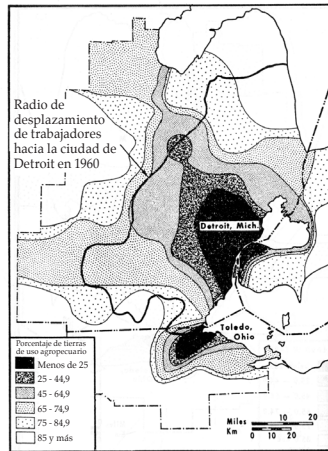 Radio de
desplazamiento
de trabajadores
hacia la ciudad de
Detroit en 1960
Detroit, Mich.
Toledo,
Ohio
Porcentaje de tierras
de uso agropecuario
Menos de 25
25 - 44,9
45 - 64,9
65 - 74,9
75 - 84,9
85 y más
Miles 10 20
Km 10 20